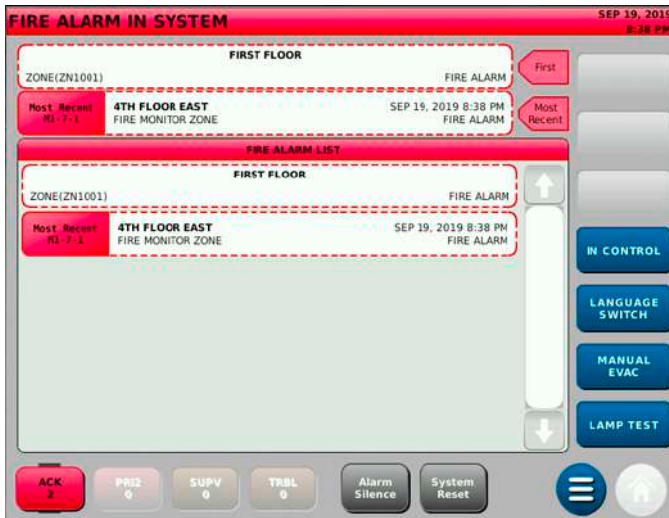 FIRE ALARM IN SYSTEM
SEP 19, 2019
8:38 PM
FIRST FLOOR
ZONE(ZN1001) FIRE ALARM
First
Most Recent
M1-7-1
4TH FLOOR EAST SEP 19, 2019 8:38 PM
FIRE MONITOR ZONE FIRE ALARM
Most
Recent
FIRE ALARM LIST
FIRST FLOOR
ZONE(ZN1001) FIRE ALARM
Most Recent
M1-7-1
4TH FLOOR EAST SEP 19, 2019 8:38 PM
FIRE MONITOR ZONE FIRE ALARM
IN CONTROL
LANGUAGE
SWITCH
MANUAL
EVAC
LAMP TEST
ACK
2
PRI2
0
SUPV
0
TRBL
0
Alarm
Silence
System
Reset